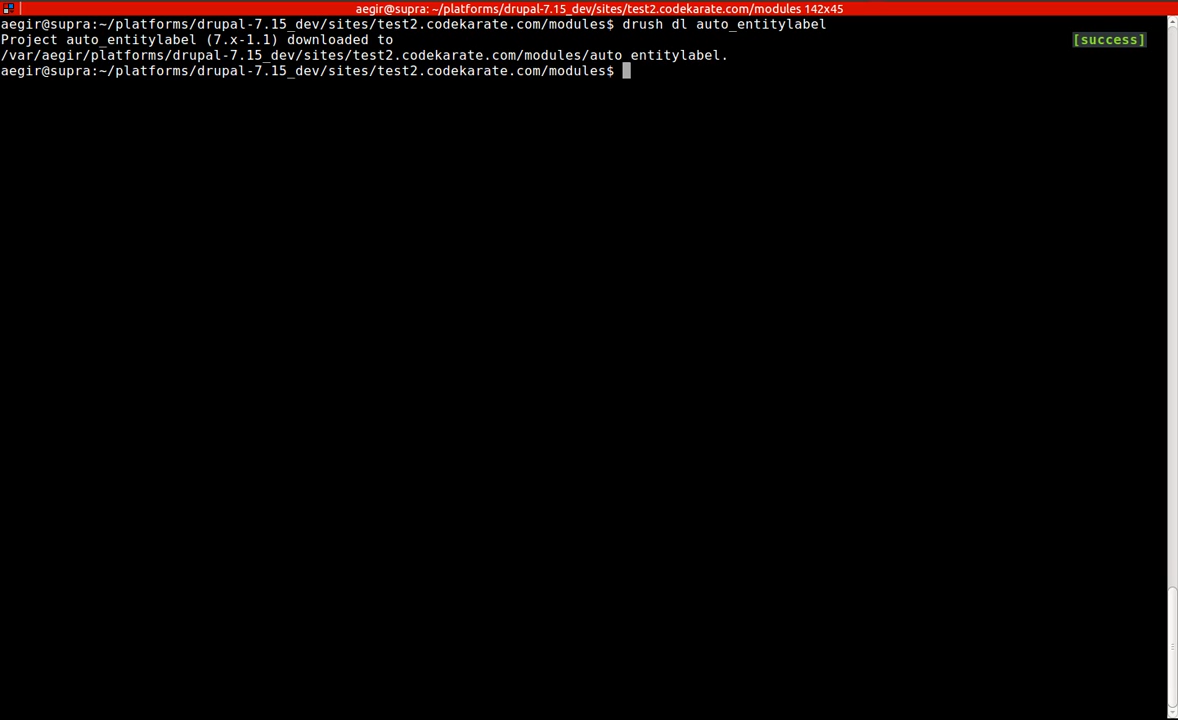 aegir@supra: ~/platforms/drupal-7.15_dev/sites/test2.codekarate.com/modules 142x45
aegir@supra:~/platforms/drupal-7.15_dev/sites/test2.codekarate.com/modules$ drush dl auto_entitylabel
Project auto_entitylabel (7.x-1.1) downloaded to [success]
/var/aegir/platforms/drupal-7.15_dev/sites/test2.codekarate.com/modules/auto_entitylabel.
aegir@supra:~/platforms/drupal-7.15_dev/sites/test2.codekarate.com/modules$